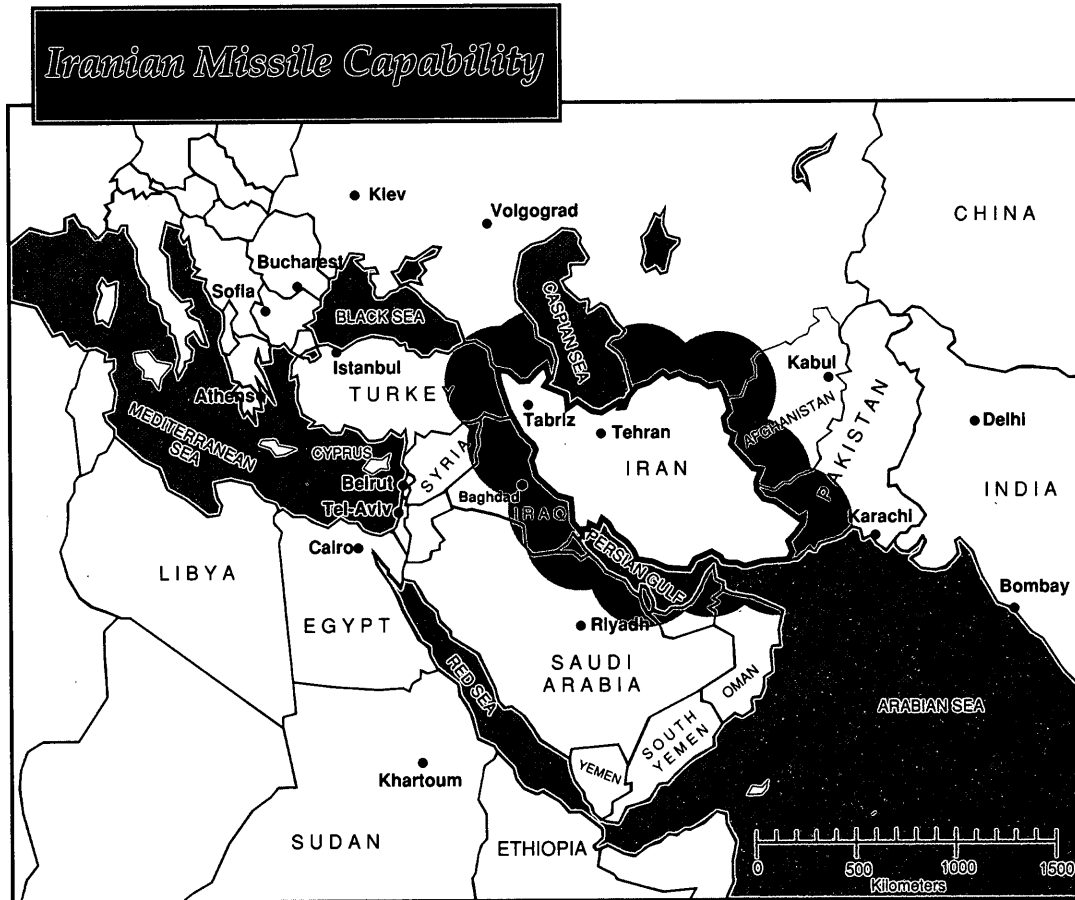 Iranian Missile Capability
Kiev
Volgograd
CHINA
Bucharest
Sofia
BLACK SEA
CASPIAN SEA
Istanbul
TURKEY
Kabul
Athens
Tabriz
Tehran
AFGHANISTAN
PAKISTAN
Delhi
MEDITERRANEAN
SEA
CYPRUS
SYRIA
IRAN
INDIA
Beirut
Baghdad
Tel-Aviv
IRAQ
Karachi
Cairo
PERSIAN GULF
LIBYA
Bombay
EGYPT
Riyadh
SAUDI
ARABIA
RED SEA
OMAN
ARABIAN SEA
SOUTH
YEMEN
YEMEN
Khartoum
SUDAN
ETHIOPIA
0 500 1000 1500
Kilometers